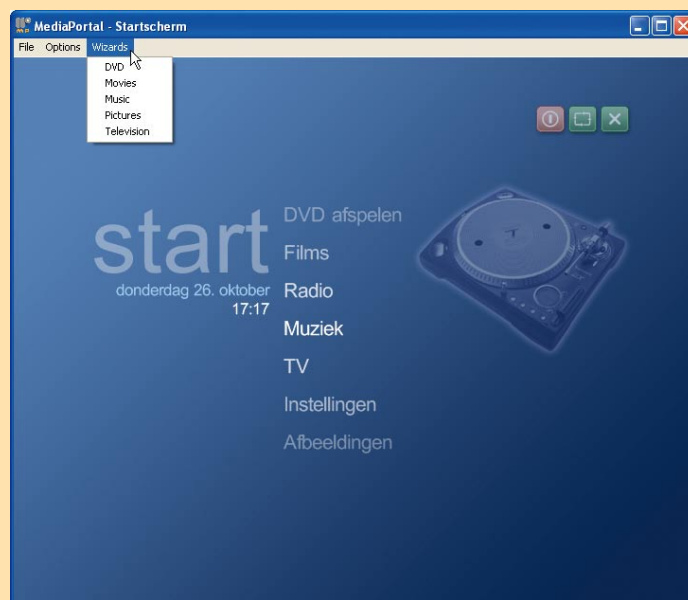 MediaPortal - Startscherm
File Options Wizards
DVD
Movies
Music
Pictures
Television
start
donderdag 26. oktober
17:17
DVD afspelen
Films
Radio
Muziek
TV
Instellingen
Afbeeldingen